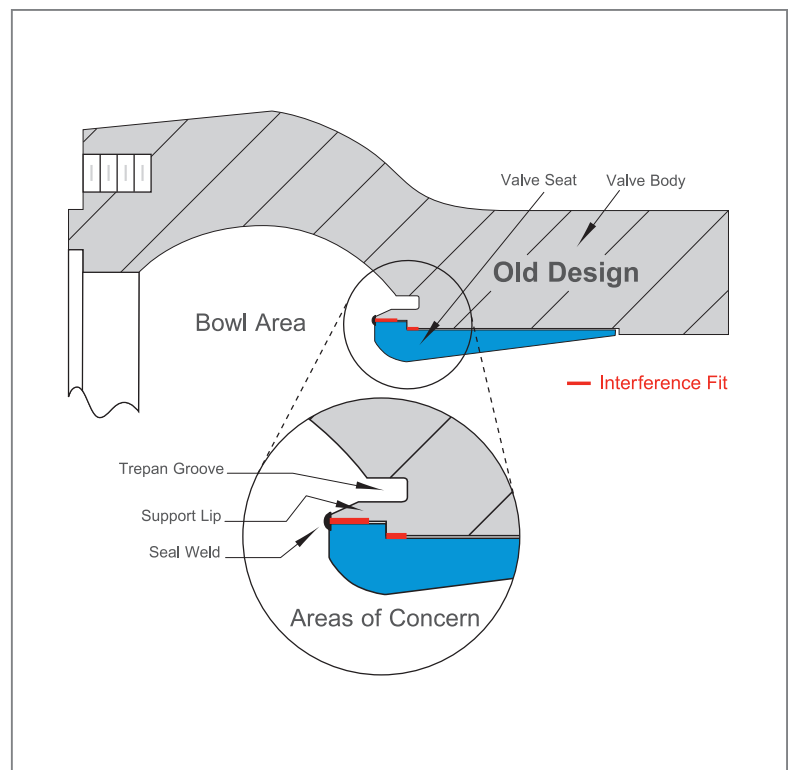 Valve Seat
Valve Body
Old Design
Bowl Area
Interference Fit
Trepan Groove
Support Lip
Seal Weld
Areas of Concern